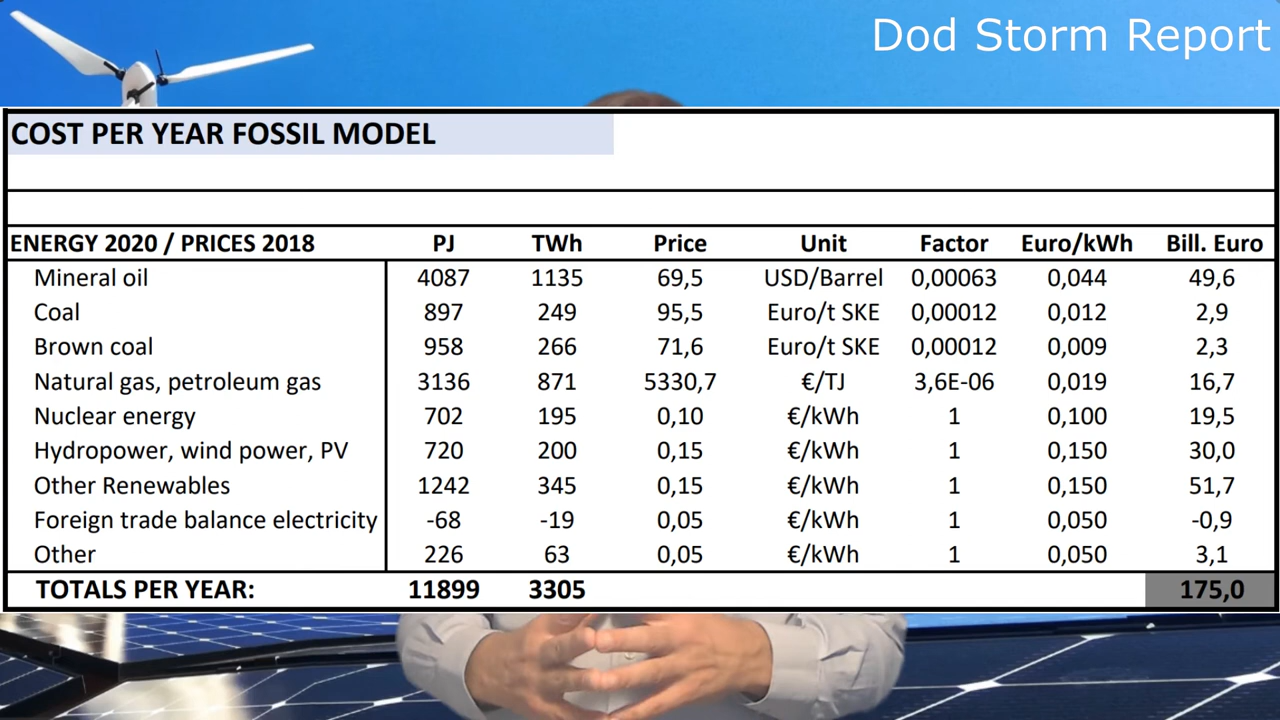 Dod Storm Report
COST PER YEAR FOSSIL MODEL
ENERGY 2020 / PRICES 2018 PJ TWh Price Unit Factor Euro/kWh Bill. Euro
Mineral oil 4087 1135 69,5 USD/Barrel 0,00063 0,044 49,6
Coal 897 249 95,5 Euro/t SKE 0,00012 0,012 2,9
Brown coal 958 266 71,6 Euro/t SKE 0,00012 0,009 2,3
Natural gas, petroleum gas 3136 871 5330,7 €/TJ 3,6E-06 0,019 16,7
Nuclear energy 702 195 0,10 €/kWh 1 0,100 19,5
Hydropower, wind power, PV 720 200 0,15 €/kWh 1 0,150 30,0
Other Renewables 1242 345 0,15 €/kWh 1 0,150 51,7
Foreign trade balance electricity -68 -19 0,05 €/kWh 1 0,050 -0,9
Other 226 63 0,05 €/kWh 1 0,050 3,1
TOTALS PER YEAR: 11899 3305 175,0